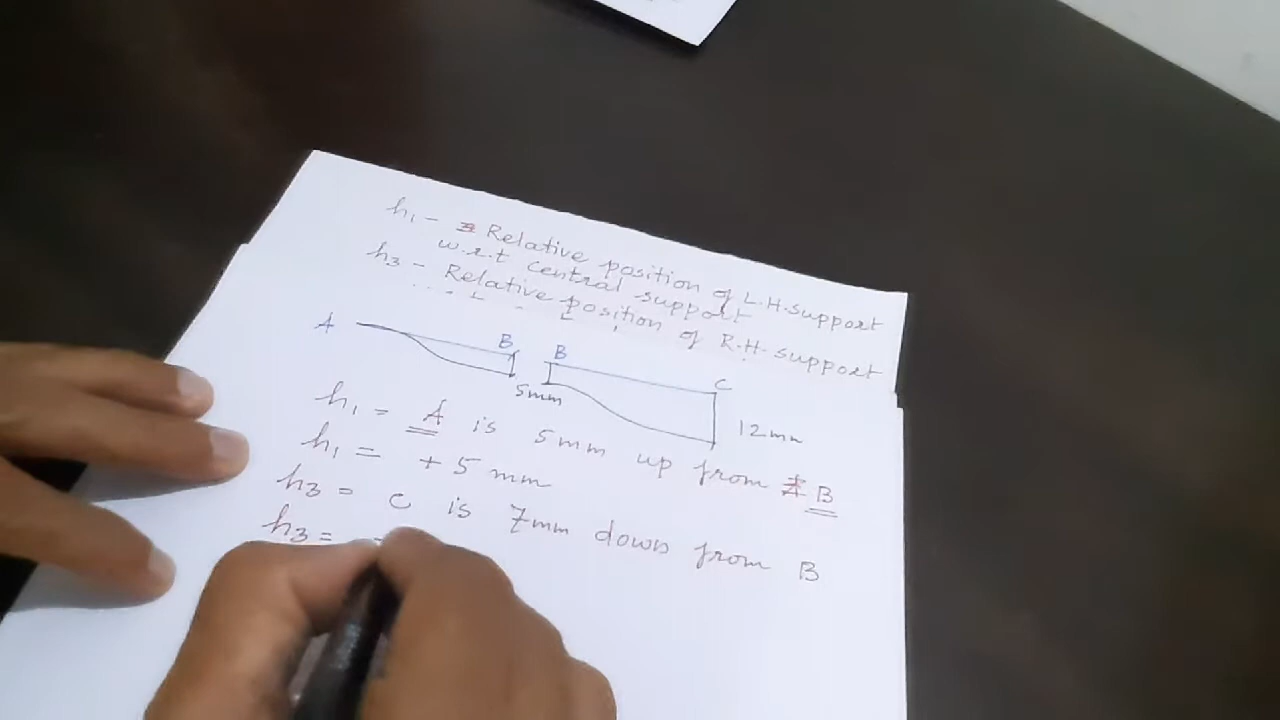 h1 - Relative position of L.H. support
w.r.t central support
h3 - Relative position of R.H. support
A B B C
5mm
12mm
h1 = A is 5mm up from B
h1 = + 5 mm
h3 = C is 7mm down from B
h3 = -